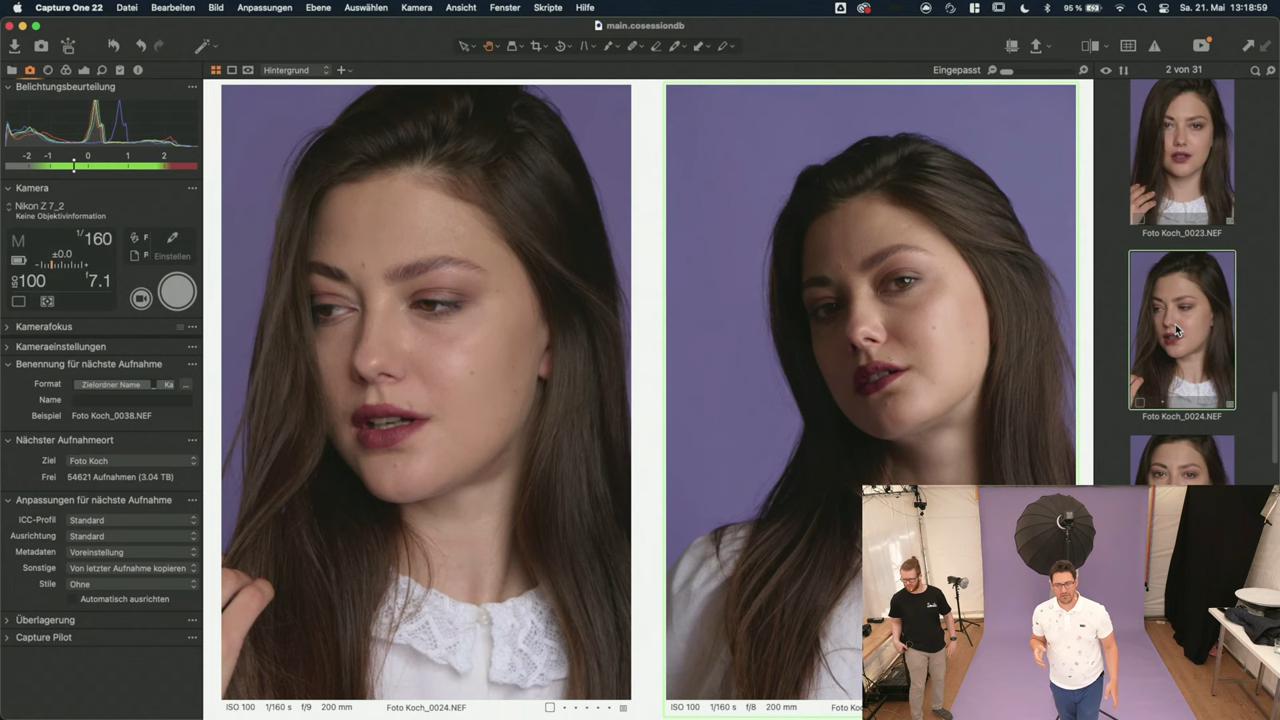 Capture One 22 Datei Bearbeiten Bild Anpassungen Ebene Auswählen Kamera Ansicht Fenster Skripte Hilfe 95 % Sa. 21. Mai 13:18:59
main.cosessiondb
Hintergrund Eingepasst 2 von 31
Belichtungsbeurteilung
-2 -1 0 1 2
Kamera
Nikon Z 7_2
Keine Objektivinformation
M 1/160 F
±0.0 F Einstellen
ISO 100 f7.1
Kamerafokus
Kameraeinstellungen
Benennung für nächste Aufnahme
Format Zielordner Name _ Ka ...
Name
Beispiel Foto Koch_0038.NEF
Nächster Aufnahmeort
Ziel Foto Koch
Frei 54621 Aufnahmen (3.04 TB)
Anpassungen für nächste Aufnahme
ICC-Profil Standard
Ausrichtung Standard
Metadaten Voreinstellung
Sonstige Von letzter Aufnahme kopieren
Stile Ohne
Automatisch ausrichten
Überlagerung
Capture Pilot
ISO 100 1/160 s f/9 200 mm Foto Koch_0024.NEF
ISO 100 1/160 s f/8 200 mm Foto Ko
Foto Koch_0023.NEF
Foto Koch_0024.NEF